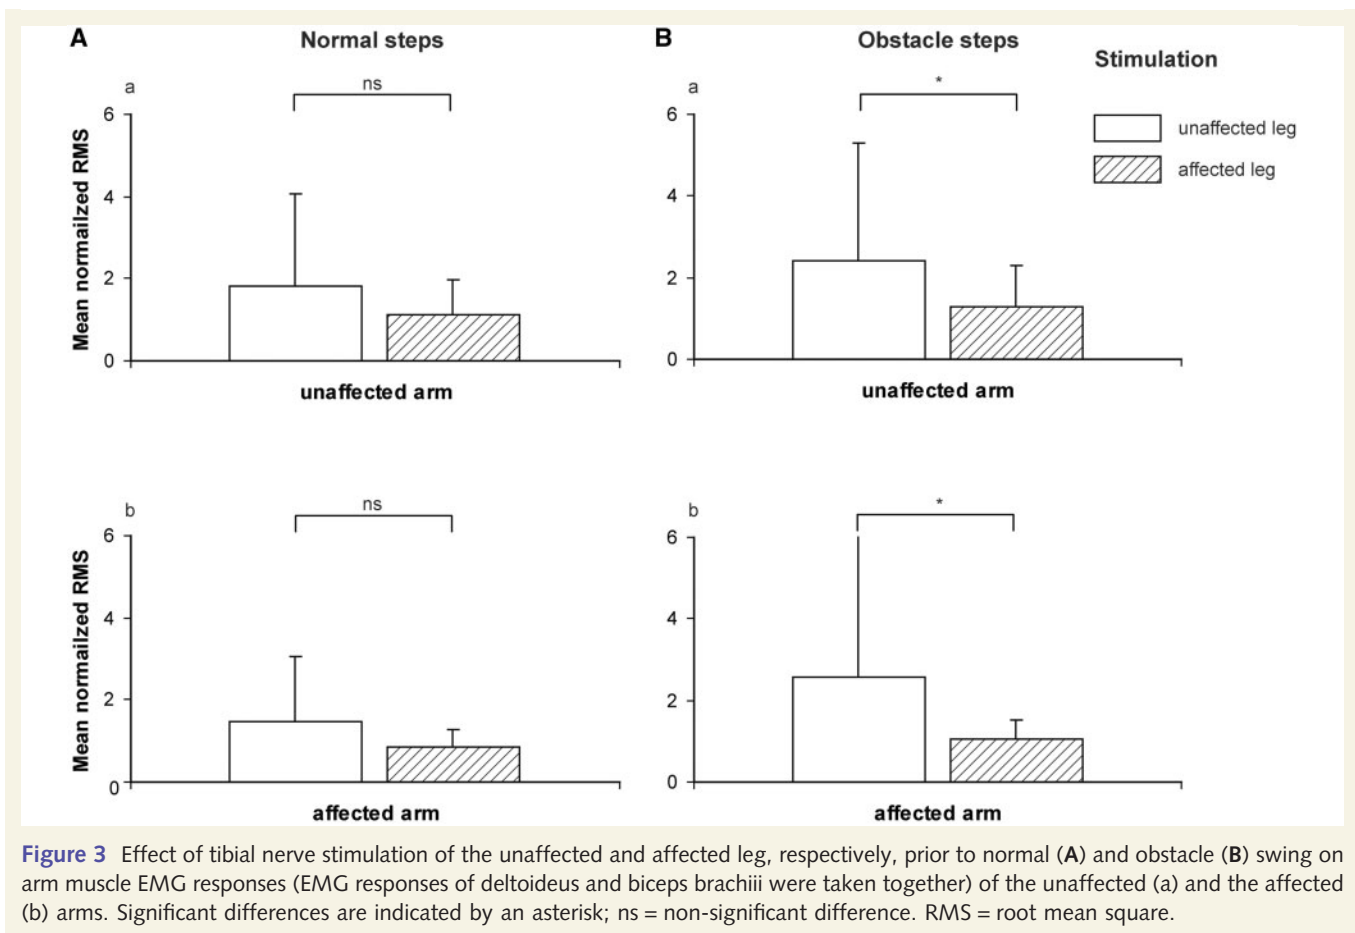 A
Normal steps
a
ns
6
4
2
0
Mean normailzed RMS
unaffected arm
B
Obstacle steps
a
*
6
4
2
0
unaffected arm
Stimulation
unaffected leg
affected leg
b
ns
6
4
2
0
Mean normailzed RMS
affected arm
b
*
6
4
2
0
affected arm
Figure 3 Effect of tibial nerve stimulation of the unaffected and affected leg, respectively, prior to normal (A) and obstacle (B) swing on
arm muscle EMG responses (EMG responses of deltoideus and biceps brachiii were taken together) of the unaffected (a) and the affected
(b) arms. Significant differences are indicated by an asterisk; ns = non-significant difference. RMS = root mean square.